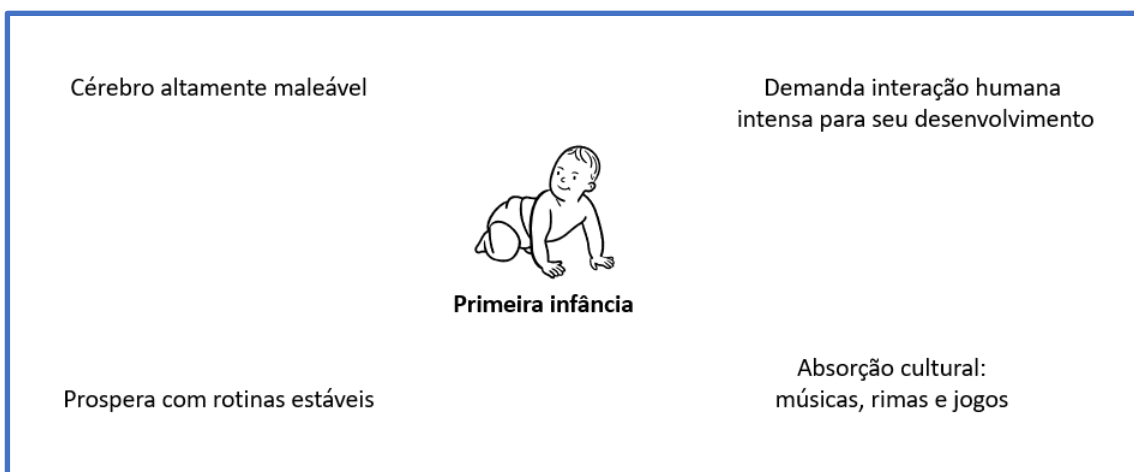 Cérebro altamente maleável
Demanda interação humana
intensa para seu desenvolvimento
Primeira infância
Prospera com rotinas estáveis
Absorção cultural:
músicas, rimas e jogos